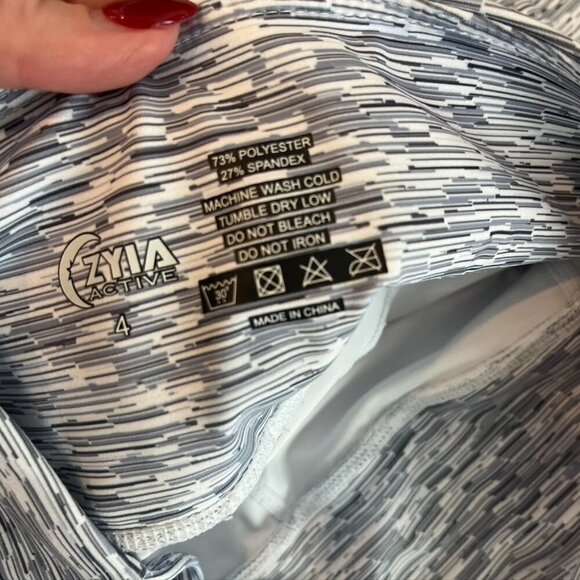 73% POLYESTER
27% SPANDEX
MACHINE WASH COLD
TUMBLE DRY LOW
DO NOT BLEACH
DO NOT IRON
ZYIA
ACTIVE
4
30°
MADE IN CHINA